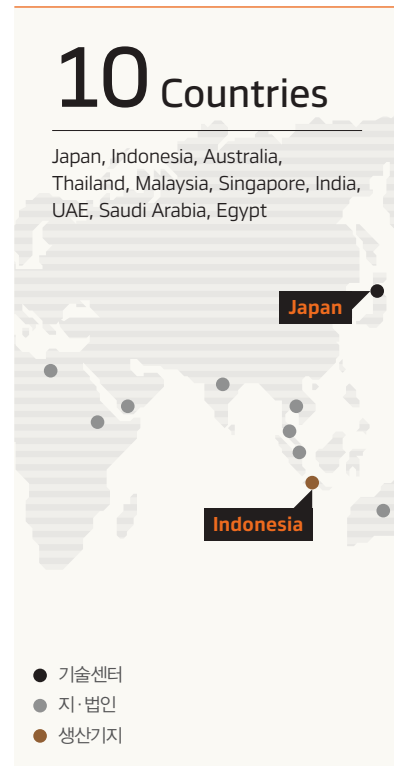 10 Countries
Japan, Indonesia, Australia,
Thailand, Malaysia, Singapore, India,
UAE, Saudi Arabia, Egypt
Japan
Indonesia
기술센터
지·법인
생산기지